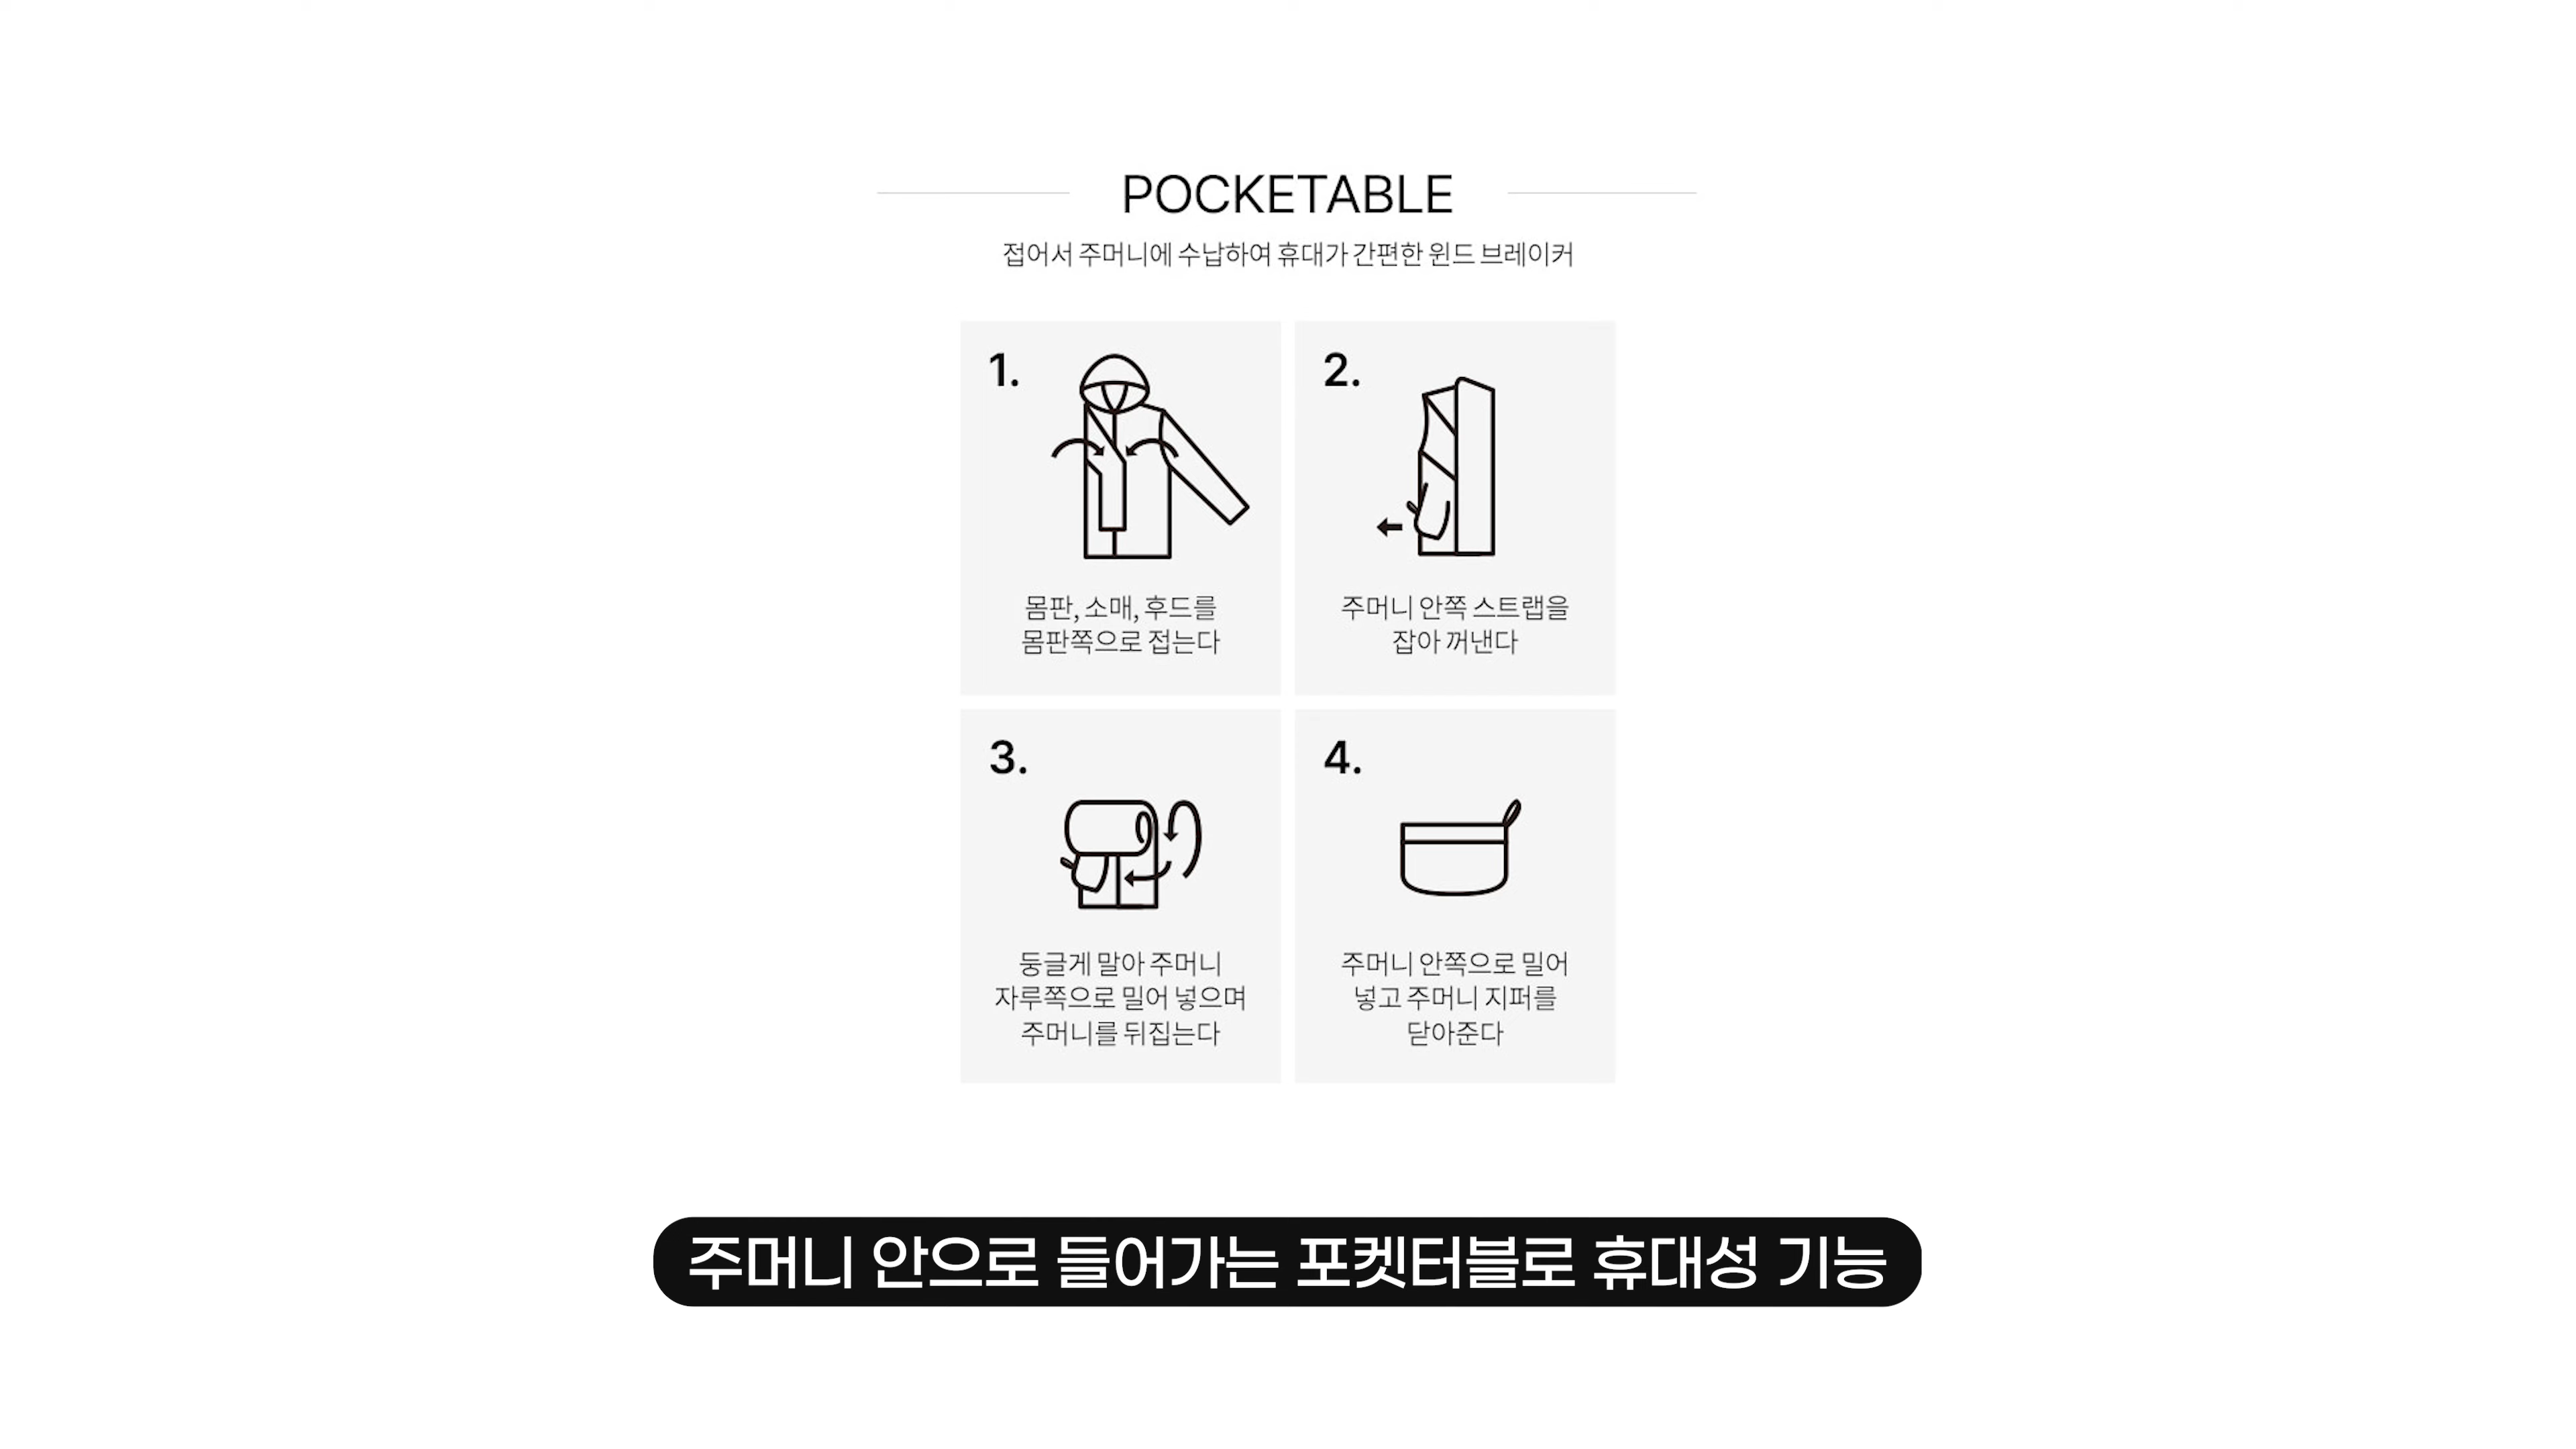 POCKETABLE
접어서 주머니에 수납하여 휴대가 간편한 윈드 브레이커
1.
몸판, 소매, 후드를
몸판쪽으로 접는다
2.
주머니 안쪽 스트랩을
잡아 꺼낸다
3.
둥글게 말아 주머니
자루쪽으로 밀어 넣으며
주머니를 뒤집는다
4.
주머니 안쪽으로 밀어
넣고 주머니 지퍼를
닫아준다
주머니 안으로 들어가는 포켓터블로 휴대성 기능